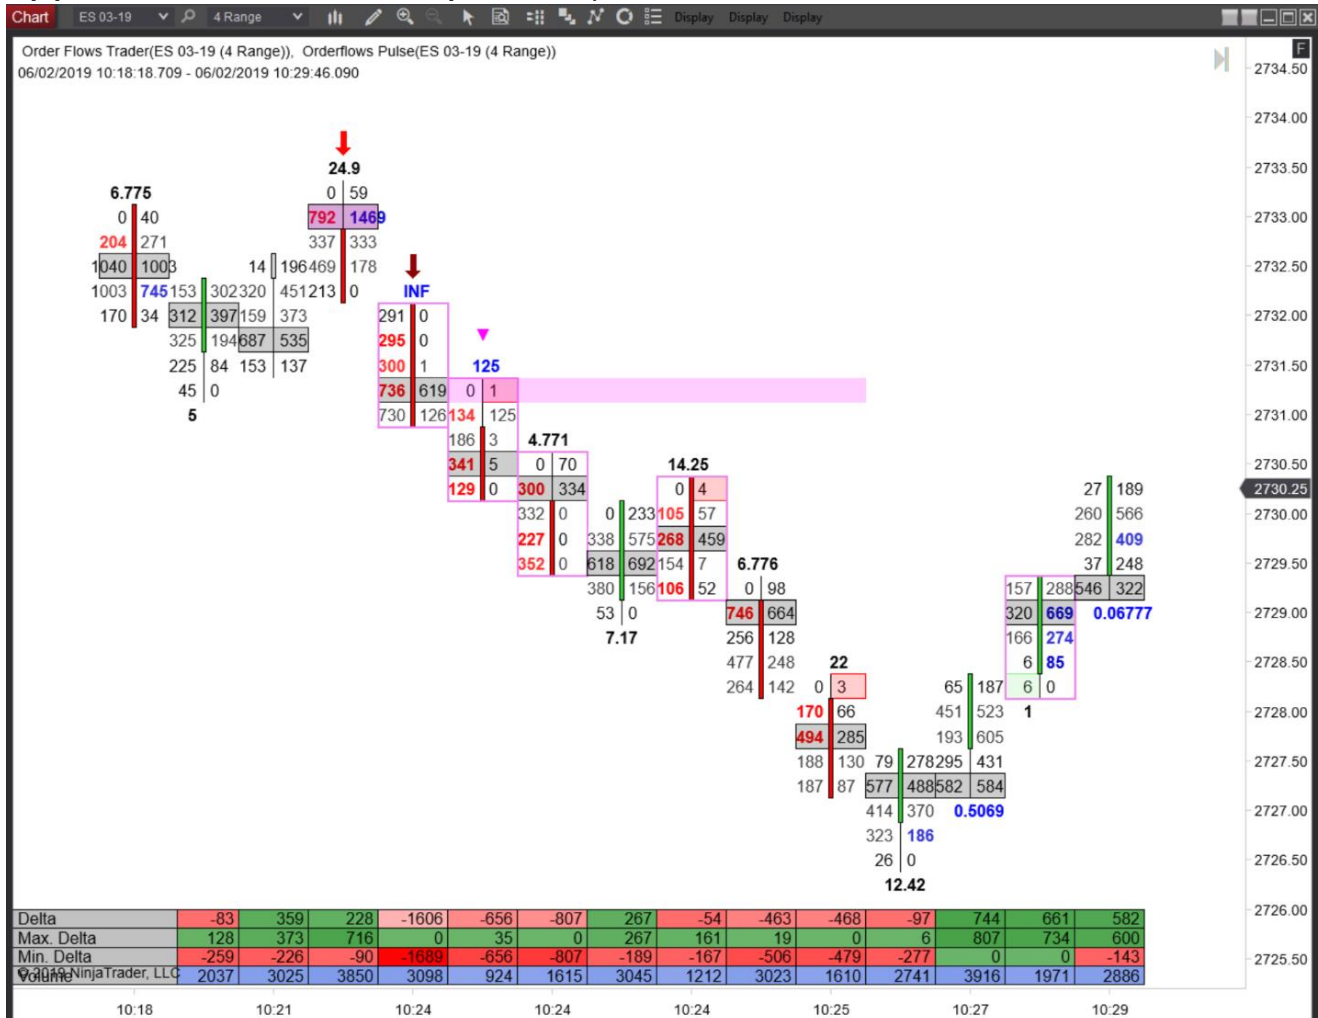 Chart ES 03-19 4 Range Display Display Display
Order Flows Trader(ES 03-19 (4 Range)), Orderflows Pulse(ES 03-19 (4 Range))
06/02/2019 10:18:18.709 - 06/02/2019 10:29:46.090
F
2734.50
2734.00
24.9 2733.50
6.775 0 59
0 40 792 1469 2733.00
204 271 337 333
1040 1003 14 196 469 178 2732.50
1003 745 153 302 320 451 213 0 INF
170 34 312 397 159 373 291 0 2732.00
325 194 687 535 295 0
225 84 153 137 300 1 125 2731.50
45 0 736 619 0 1
5 730 126 134 125 2731.00
186 3 4.771
341 5 0 70 14.25 2730.50
129 0 300 334 0 4 27 189 2730.25
332 0 0 233 105 57 260 566 2730.00
227 0 338 575 268 459 282 409
352 0 618 692 154 7 6.776 37 248 2729.50
380 156 106 52 0 98 157 288 546 322
53 0 746 664 320 669 0.06777 2729.00
7.17 256 128 166 274
477 248 22 6 85 2728.50
264 142 0 3 65 187 6 0
170 66 451 523 1 2728.00
494 285 193 605
188 130 79 278 295 431 2727.50
187 87 577 488 582 584
414 370 0.5069 2727.00
323 186
26 0 2726.50
12.42
Delta -83 359 228 -1606 -656 -807 267 -54 -463 -468 -97 744 661 582 2726.00
Max. Delta 128 373 716 0 35 0 267 161 19 0 6 807 734 600
Min. Delta -259 -226 -90 -1689 -656 -807 -189 -167 -506 -479 -277 0 0 -143 2725.50
Volume 2037 3025 3850 3098 924 1615 3045 1212 3023 1610 2741 3916 1971 2886
© 2019 NinjaTrader, LLC
10:18 10:21 10:24 10:24 10:24 10:25 10:27 10:29